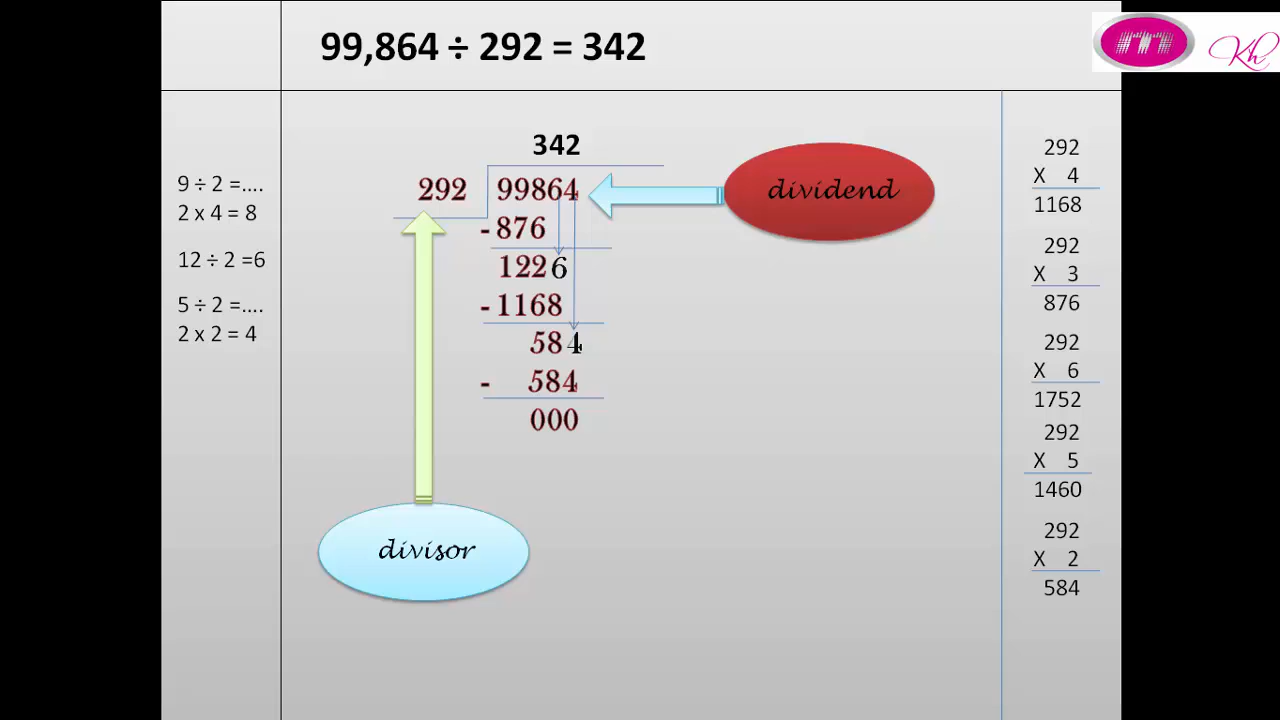 99,864 ÷ 292 = 342
Kh
9 ÷ 2 =....
2 x 4 = 8
12 ÷ 2 =6
5 ÷ 2 =....
2 x 2 = 4
342
292 99864
-876
1226
-1168
584
- 584
000
dividend
divisor
292
X 4
1168
292
X 3
876
292
X 6
1752
292
X 5
1460
292
X 2
584